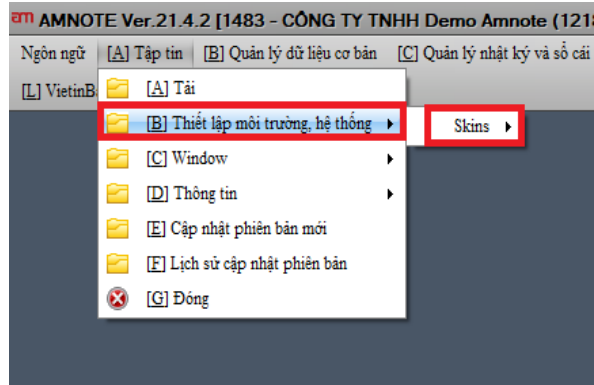 am AMNOTE Ver.21.4.2 [1483 - CÔNG TY TNHH Demo Amnote (1218
Ngôn ngữ [A] Tập tin [B] Quản lý dữ liệu cơ bản [C] Quản lý nhật ký và sổ cái
[L] VietinB
[A] Tải
[B] Thiết lập môi trường, hệ thống Skins
[C] Window
[D] Thông tin
[E] Cập nhật phiên bản mới
[F] Lịch sử cập nhật phiên bản
[G] Đóng